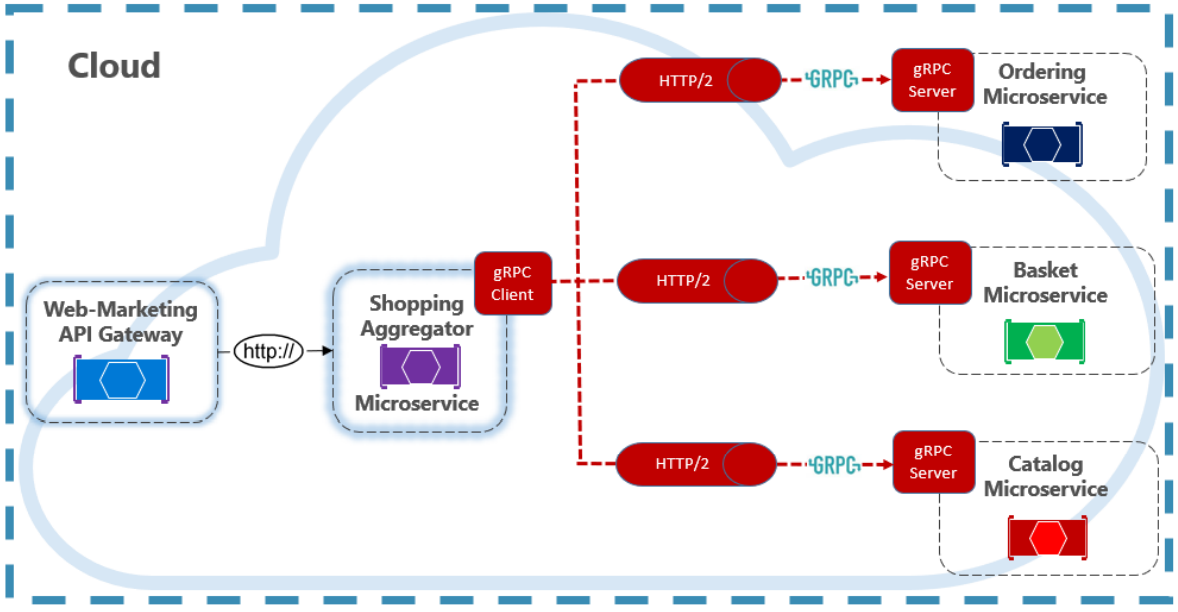 Cloud
HTTP/2
GRPC
gRPC
Server
Ordering
Microservice
Web-Marketing
API Gateway
http://
Shopping
Aggregator
Microservice
gRPC
Client
HTTP/2
GRPC
gRPC
Server
Basket
Microservice
HTTP/2
GRPC
gRPC
Server
Catalog
Microservice